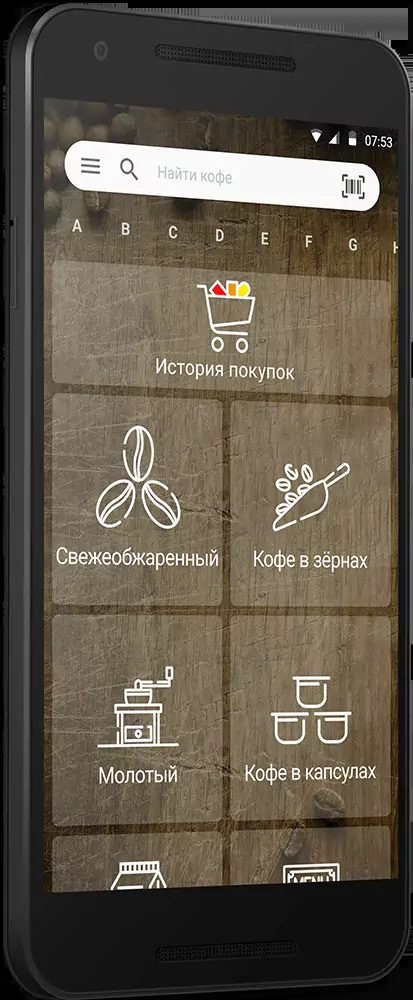 07:53
Найти кофе
A B C D E F G H
История покупок
Свежеобжаренный
Кофе в зёрнах
Молотый
Кофе в капсулах
MENU